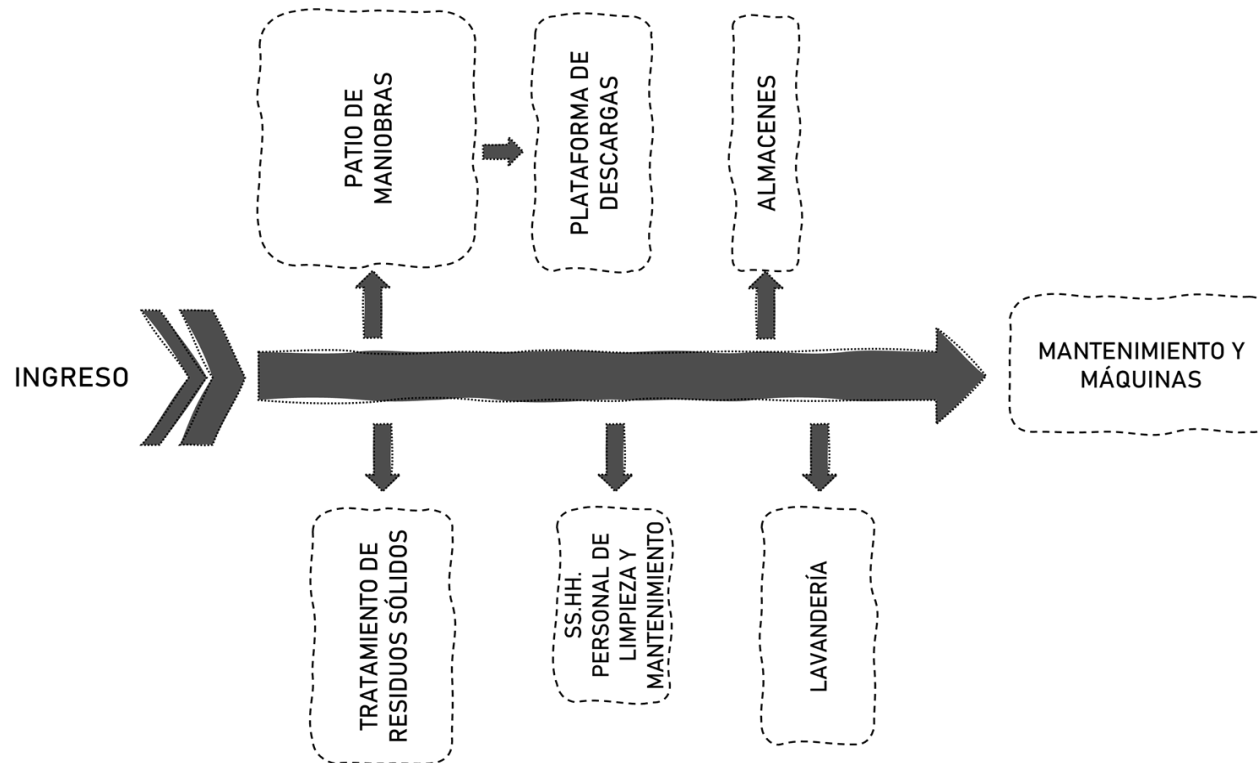 PATIO DE
MANIOBRAS
PLATAFORMA DE
DESCARGAS
ALMACENES
INGRESO
MANTENIMIENTO Y
MÁQUINAS
TRATAMIENTO DE
RESIDUOS SÓLIDOS
SS.HH.
PERSONAL DE
LIMPIEZA Y
MANTENIMIENTO
LAVANDERÍA